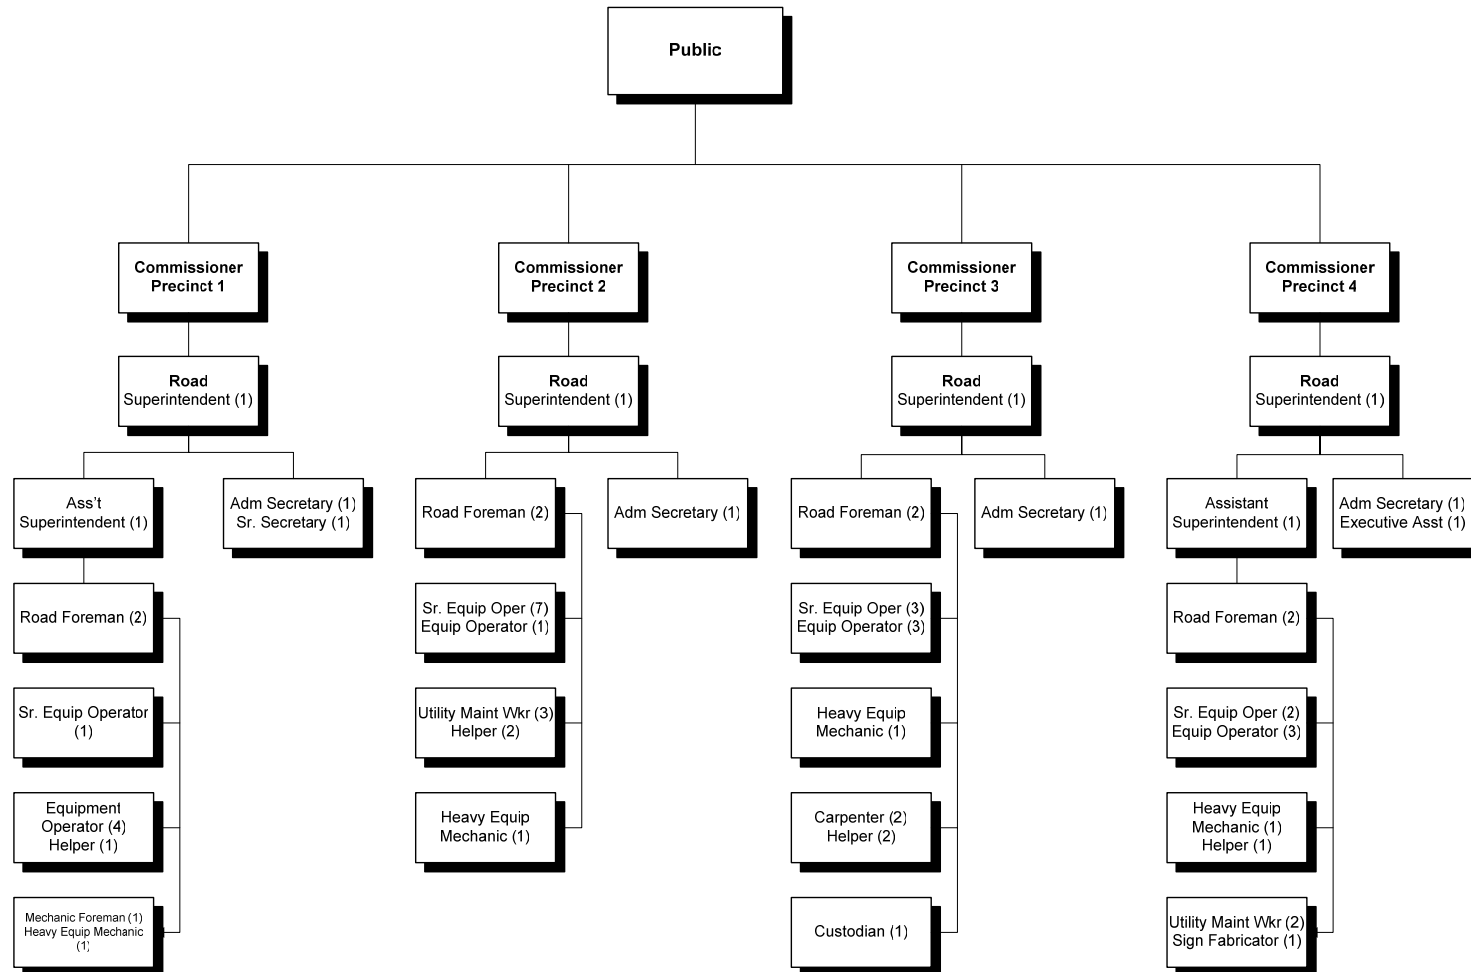 Public
Commissioner
Precinct 1
Commissioner
Precinct 2
Commissioner
Precinct 3
Commissioner
Precinct 4
Road
Superintendent (1)
Road
Superintendent (1)
Road
Superintendent (1)
Road
Superintendent (1)
Ass't
Superintendent (1)
Adm Secretary (1)
Sr. Secretary (1)
Road Foreman (2)
Adm Secretary (1)
Road Foreman (2)
Adm Secretary (1)
Assistant
Superintendent (1)
Adm Secretary (1)
Executive Asst (1)
Road Foreman (2)
Sr. Equip Oper (7)
Equip Operator (1)
Sr. Equip Oper (3)
Equip Operator (3)
Road Foreman (2)
Sr. Equip Operator
(1)
Utility Maint Wkr (3)
Helper (2)
Heavy Equip
Mechanic (1)
Sr. Equip Oper (2)
Equip Operator (3)
Equipment
Operator (4)
Helper (1)
Heavy Equip
Mechanic (1)
Carpenter (2)
Helper (2)
Heavy Equip
Mechanic (1)
Helper (1)
Mechanic Foreman (1)
Heavy Equip Mechanic
(1)
Custodian (1)
Utility Maint Wkr (2)
Sign Fabricator (1)